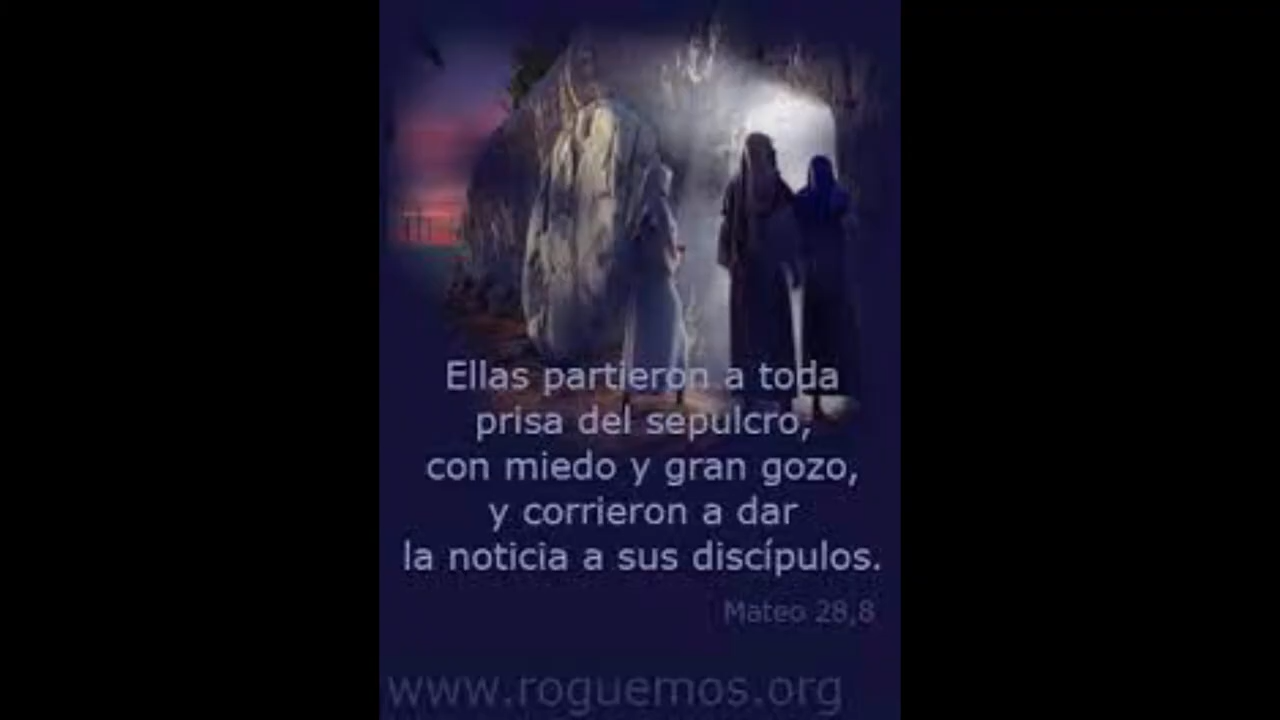 Ellas partieron a toda
prisa del sepulcro,
con miedo y gran gozo,
y corrieron a dar
la noticia a sus discípulos.
Mateo 28,8
www.roguemos.org